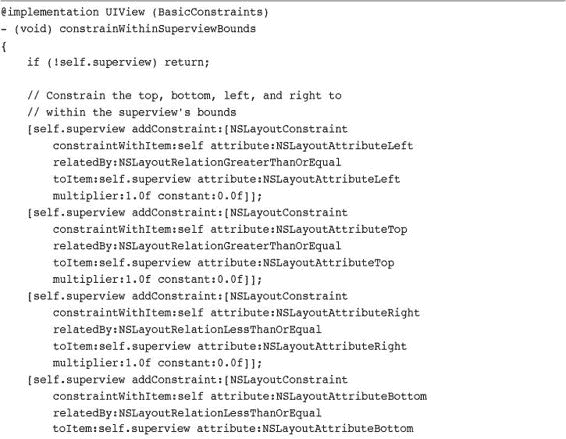 @implementation UIView (BasicConstraints)
- (void) constrainWithinSuperviewBounds
{
    if (!self.superview) return;

    // Constrain the top, bottom, left, and right to
    // within the superview's bounds
    [self.superview addConstraint:[NSLayoutConstraint
        constraintWithItem:self attribute:NSLayoutAttributeLeft
        relatedBy:NSLayoutRelationGreaterThanOrEqual
        toItem:self.superview attribute:NSLayoutAttributeLeft
        multiplier:1.0f constant:0.0f]];
    [self.superview addConstraint:[NSLayoutConstraint
        constraintWithItem:self attribute:NSLayoutAttributeTop
        relatedBy:NSLayoutRelationGreaterThanOrEqual
        toItem:self.superview attribute:NSLayoutAttributeTop
        multiplier:1.0f constant:0.0f]];
    [self.superview addConstraint:[NSLayoutConstraint
        constraintWithItem:self attribute:NSLayoutAttributeRight
        relatedBy:NSLayoutRelationLessThanOrEqual
        toItem:self.superview attribute:NSLayoutAttributeRight
        multiplier:1.0f constant:0.0f]];
    [self.superview addConstraint:[NSLayoutConstraint
        constraintWithItem:self attribute:NSLayoutAttributeBottom
        relatedBy:NSLayoutRelationLessThanOrEqual
        toItem:self.superview attribute:NSLayoutAttributeBottom